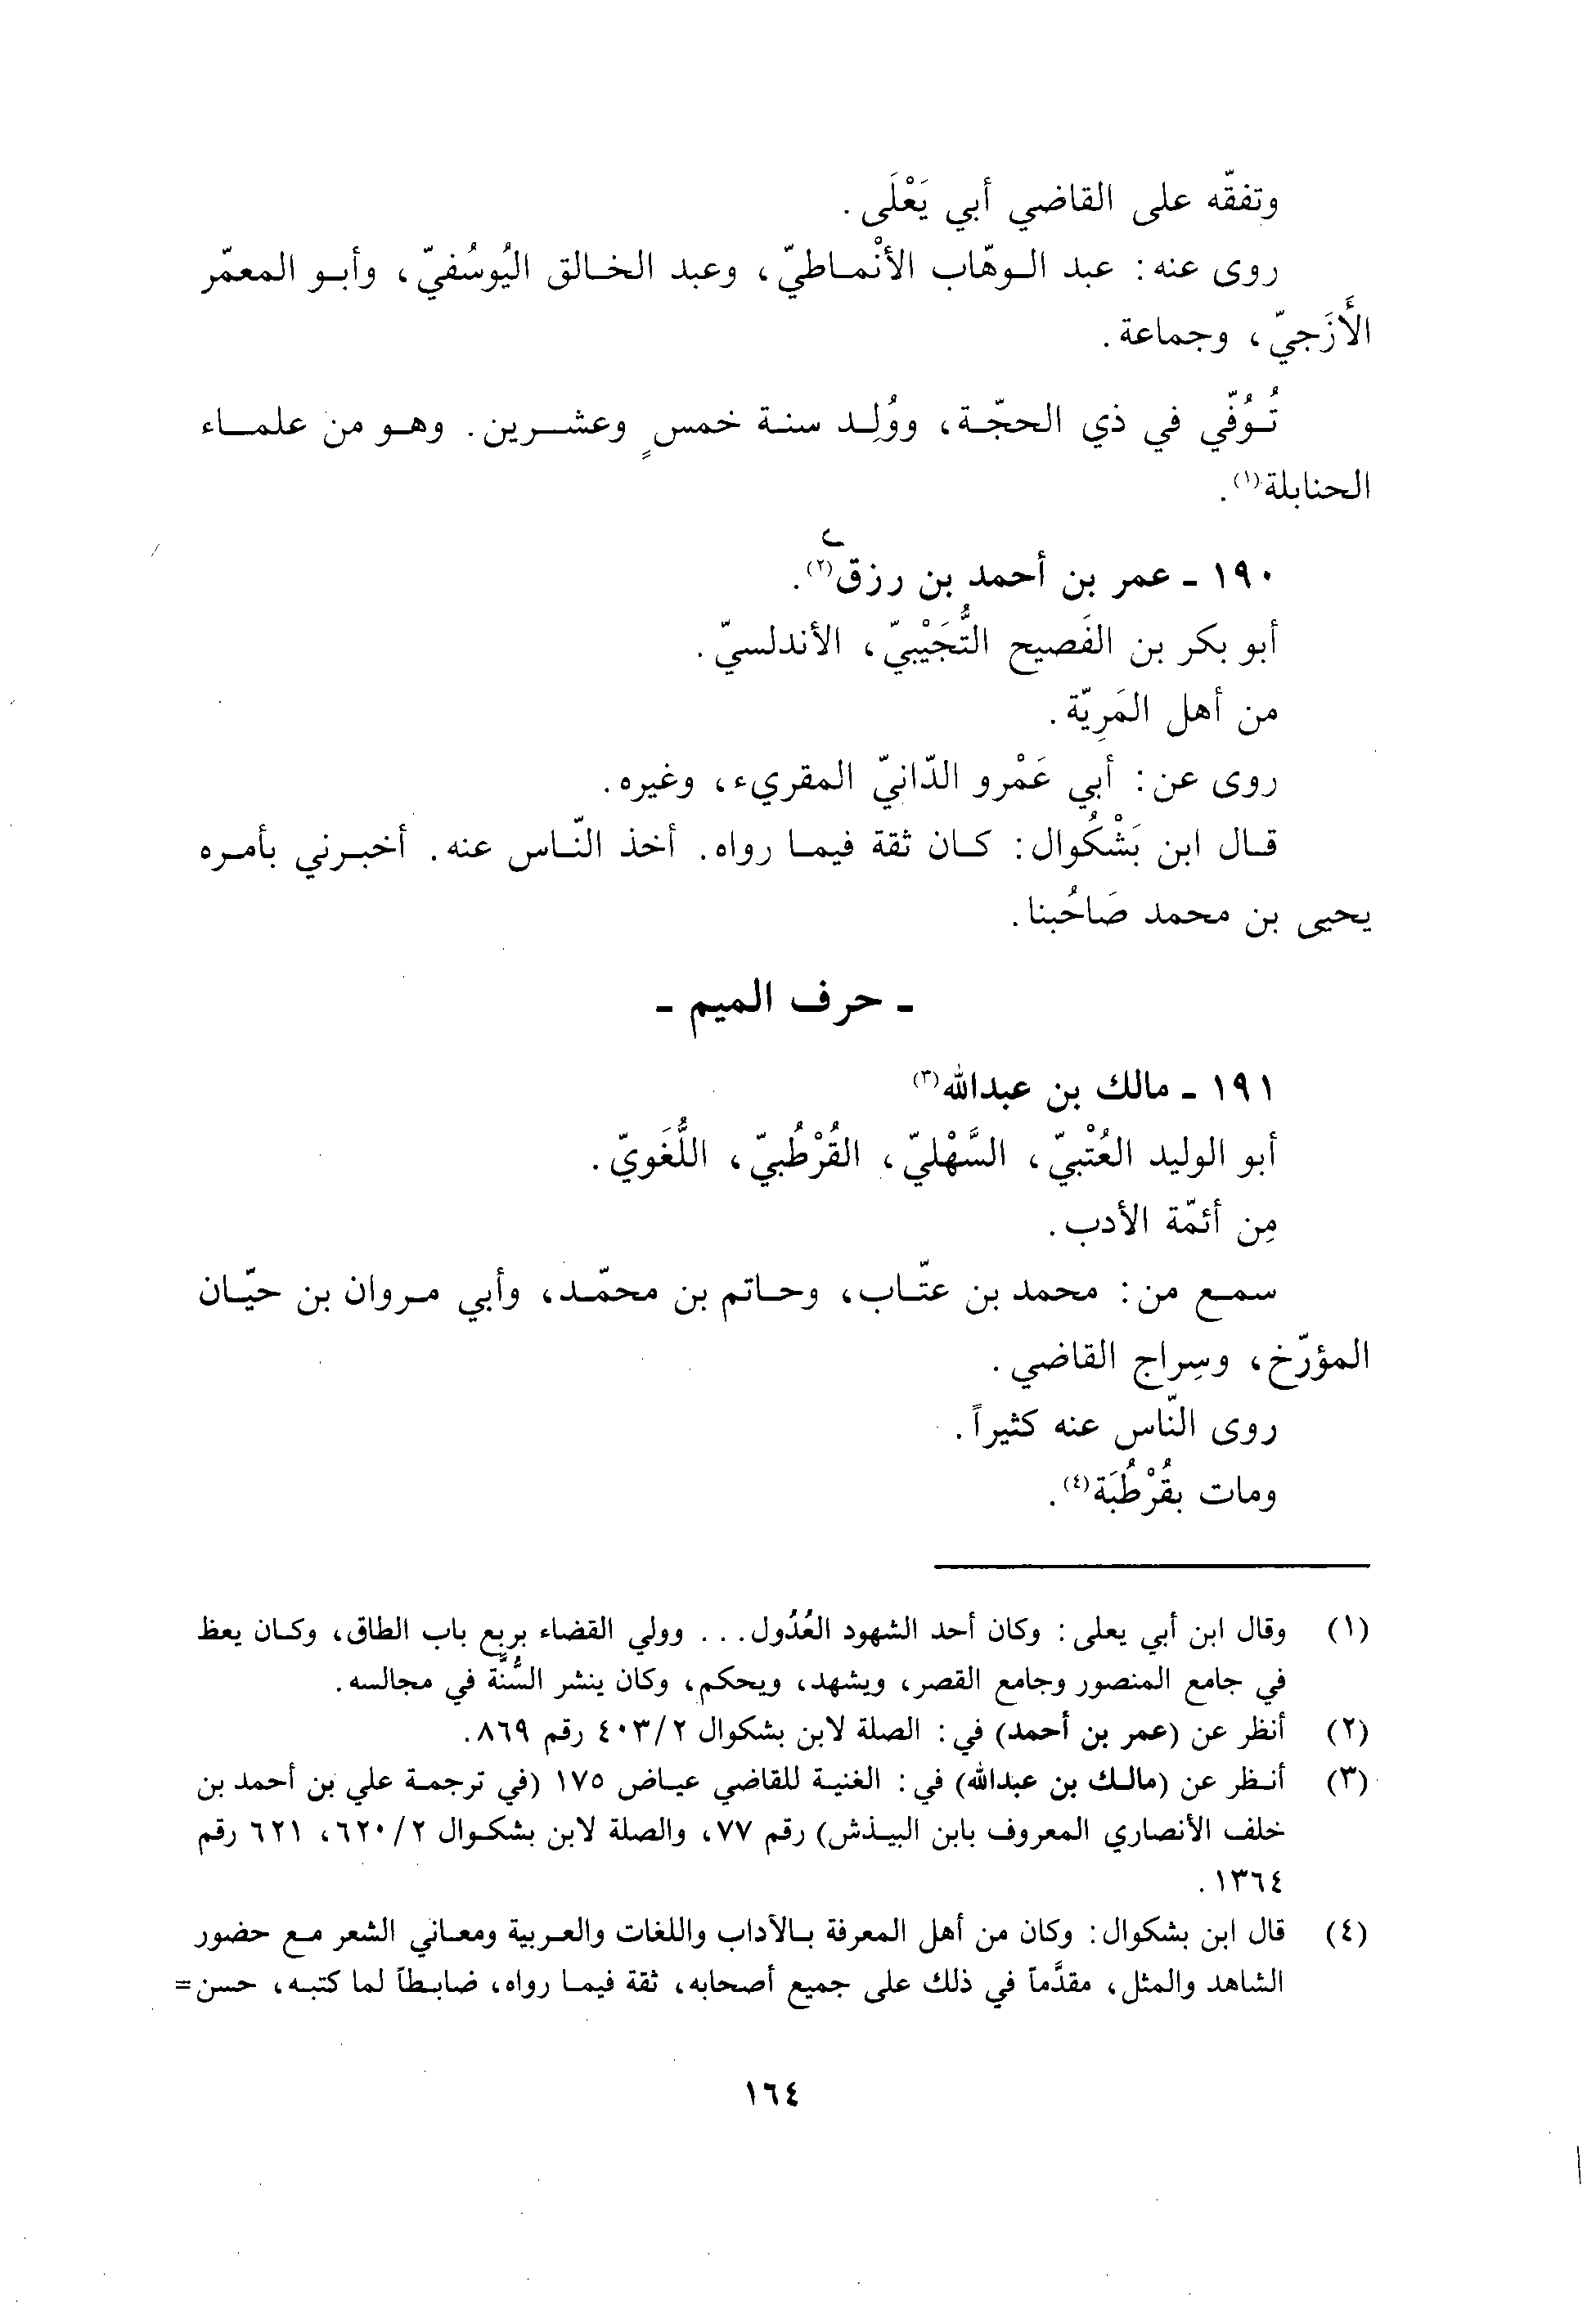 وتفقّه على القاضي أبي يَعْلَى.
روى عنه: عبد الوهّاب الأنْماطيّ، وعبد الخالق اليُوسُفيّ، وأبو المعمّر
الأَزَجيّ، وجماعة.
تُوُفّي في ذي الحجّة، ووُلِد سنة خمسٍ وعشرين. وهو من علماء
الحنابلة(١).
١٩٠ - عمر بن أحمد بن رزق(٢).
أبو بكر بن الفَصيح التُّجَيْبيّ، الأندلسيّ.
من أهل المَرِيّة.
روى عن: أبي عَمْرو الدّانيّ المقريء، وغيره.
قال ابن بَشْكُوال: كان ثقة فيما رواه. أخذ النّاس عنه. أخبرني بأمره
يحيى بن محمد صَاحُبنا.
- حرف الميم -
١٩١ - مالك بن عبدالله(٣)
أبو الوليد العُتْبيّ، السَّهْليّ، القُرْطُبيّ، اللُّغَويّ.
مِن أئمّة الأدب.
سمع من: محمد بن عتّاب، وحاتم بن محمّد، وأبي مروان بن حيّان
المؤرّخ، وسِراج القاضي.
روى النّاس عنه كثيراً.
ومات بقُرْطُبَة(٤).
(١) وقال ابن أبي يعلى: وكان أحد الشهود العُدُول... وولي القضاء بربع باب الطاق، وكان يعظ
في جامع المنصور وجامع القصر، ويشهد، ويحكم، وكان ينشر السُّنَّة في مجالسه.
(٢) أنظر عن (عمر بن أحمد) في: الصلة لابن بشكوال ٤٠٣/٢ رقم ٨٦٩.
(٣) أنظر عن (مالك بن عبدالله) في: الغنية للقاضي عياض ١٧٥ (في ترجمة علي بن أحمد بن
خلف الأنصاري المعروف بابن البيذش) رقم ٧٧، والصلة لابن بشكوال ٦٢٠/٢، ٦٢١ رقم
١٣٦٤.
(٤) قال ابن بشكوال: وكان من أهل المعرفة بالآداب واللغات والعربية ومعاني الشعر مع حضور
الشاهد والمثل، مقدَّماً في ذلك على جميع أصحابه، ثقة فيما رواه، ضابطاً لما كتبه، حسن=
١٦٤